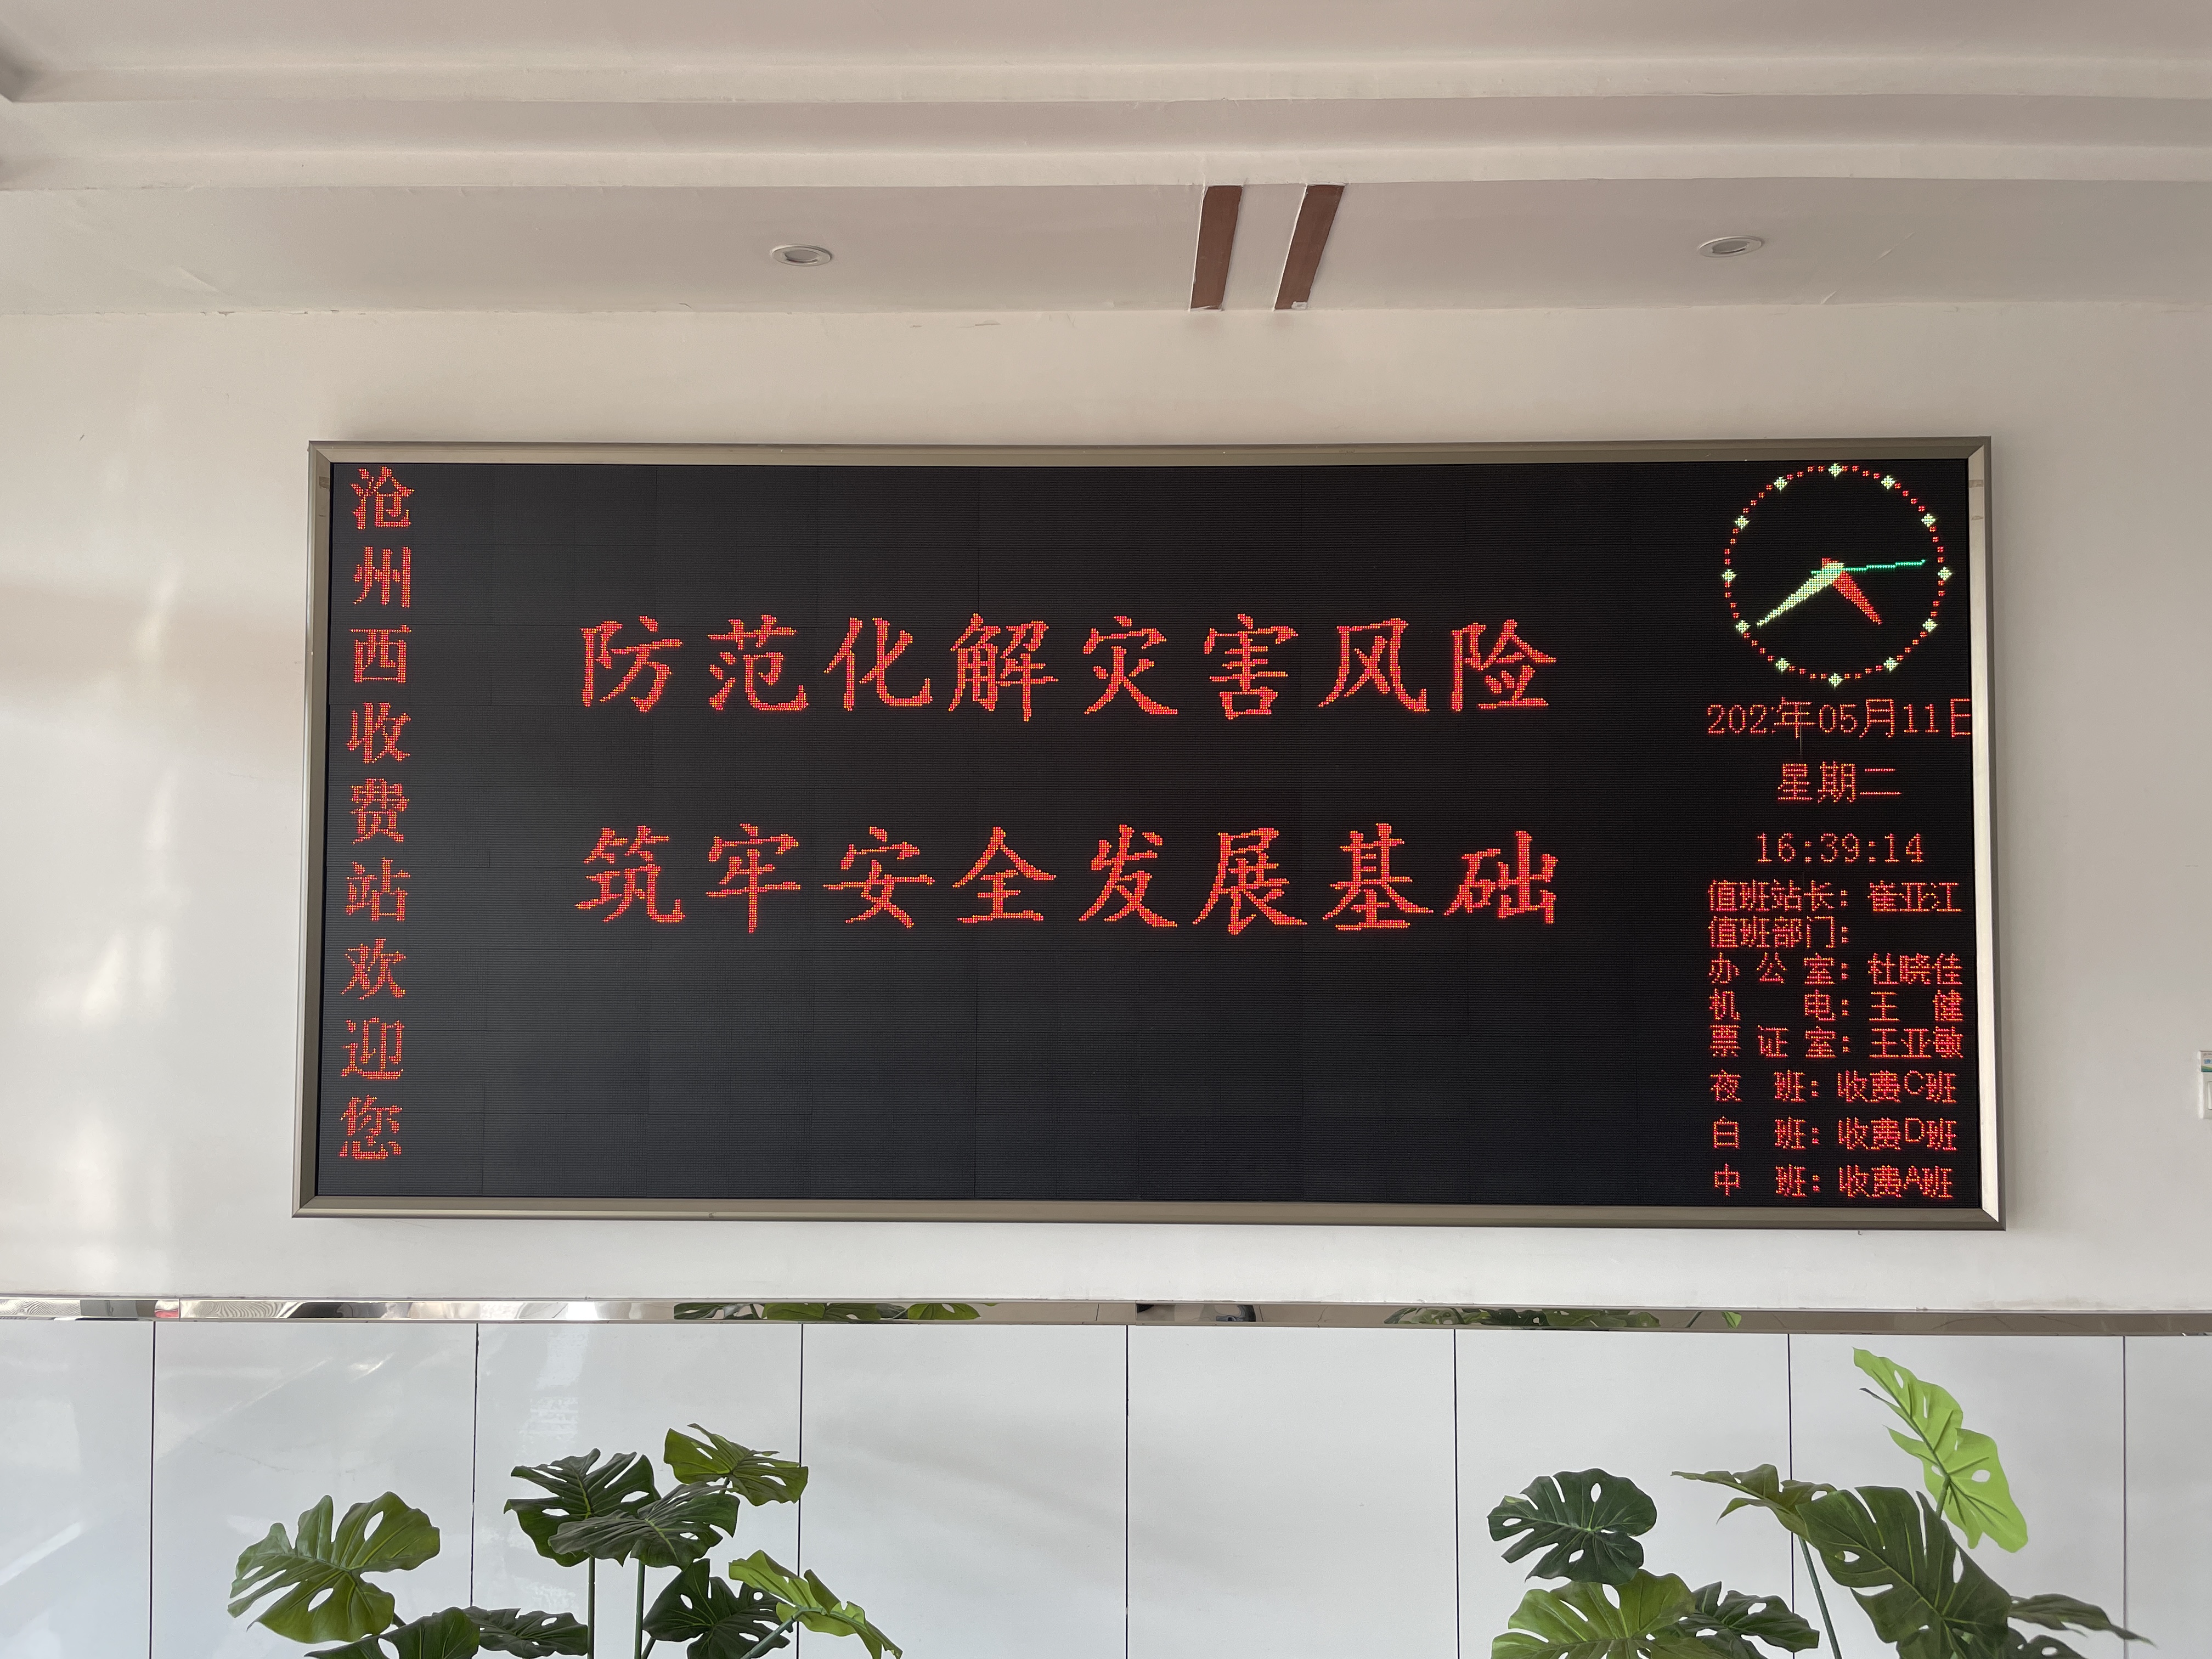 沧州西收费站欢迎您
防范化解灾害风险
筑牢安全发展基础
202年05月11日
星期二
16:39:14
值班站长：崔亚江
值班部门：
办公室：杜晓佳
机电：王健
票证室：王亚敏
夜班：收费C班
白班：收费D班
中班：收费A班